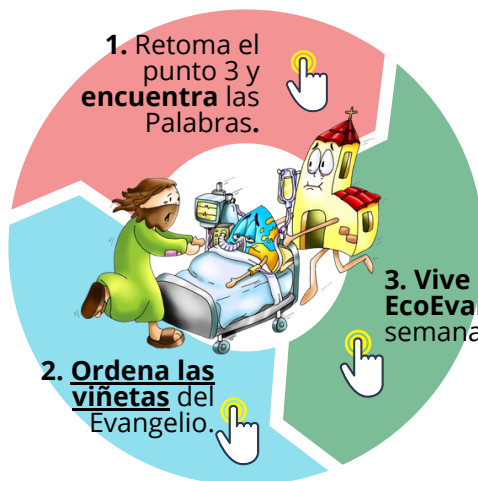 1. Retoma el
punto 3 y
encuentra las
Palabras.
3. Vive
EcoEva
semana
2. Ordena las
viñetas del
Evangelio.